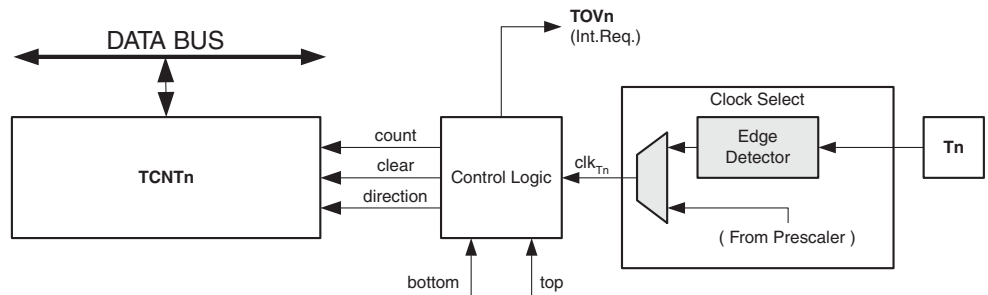 TOVn
(Int.Req.)
DATA BUS
Clock Select
count
Edge
Detector
Tn
TCNTn
clear
Control Logic
clkTn
direction
( From Prescaler )
bottom
top